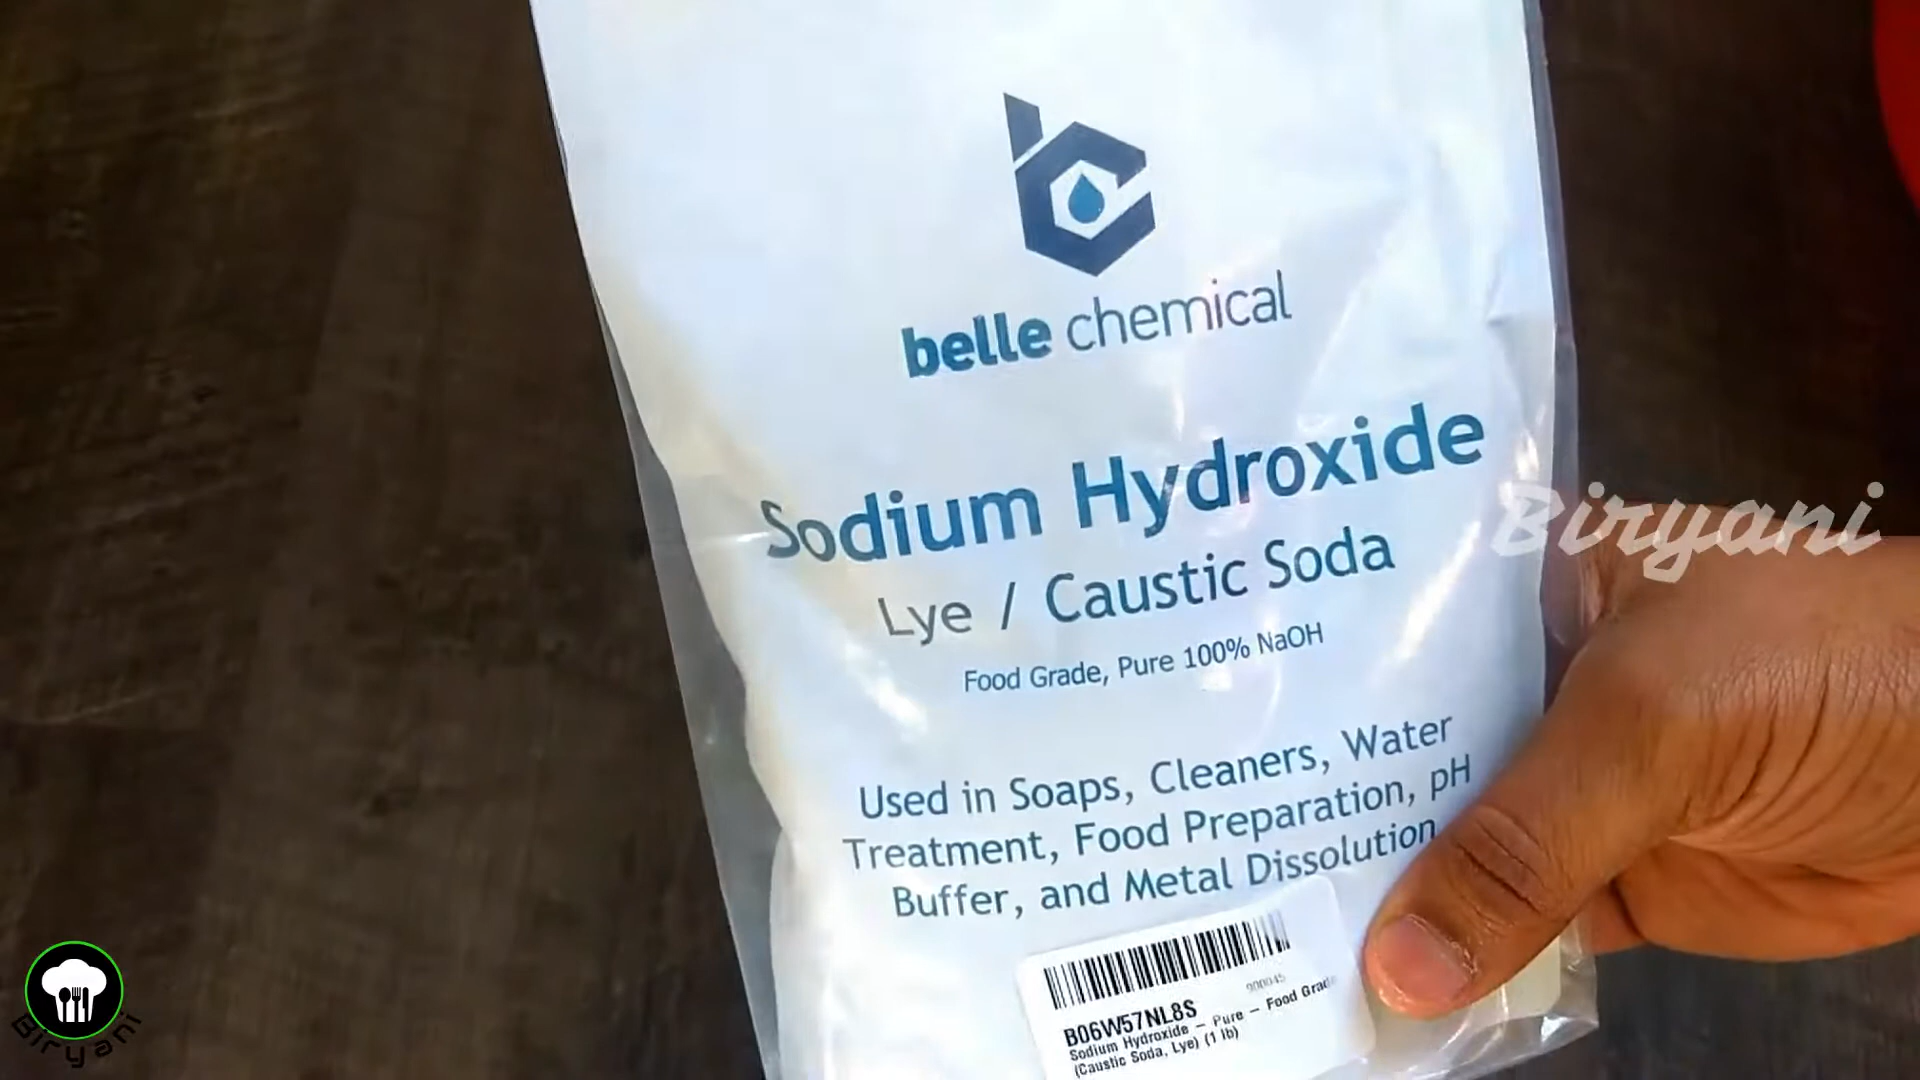 belle chemical
Sodium Hydroxide
Lye / Caustic Soda
Food Grade, Pure 100% NaOH
Used in Soaps, Cleaners, Water
Treatment, Food Preparation, pH
Buffer, and Metal Dissolution
900045
B06W57NL8S
Sodium Hydroxide – Pure – Food Grade
(Caustic Soda, Lye) (1 lb)
Biryani
Biryani